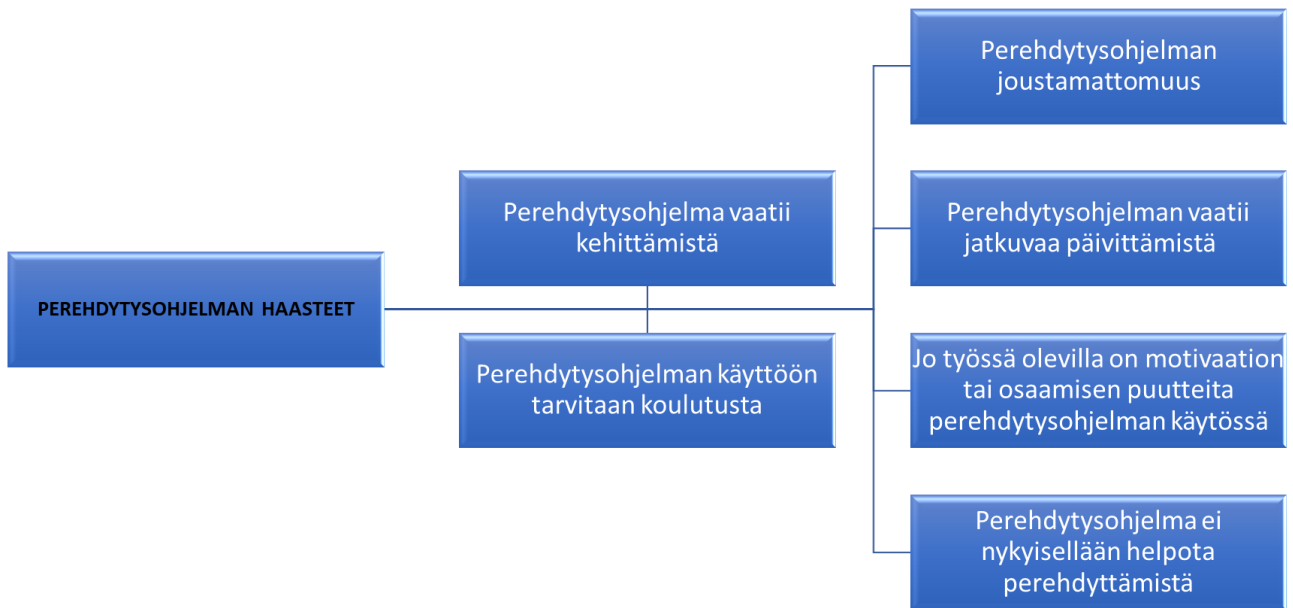 PEREHDYTYSOHJELMAN HAASTEET
Perehdytysohjelma vaatii
kehittämistä
Perehdytysohjelman käyttöön
tarvitaan koulutusta
Perehdytysohjelman
joustamattomuus
Perehdytysohjelman vaatii
jatkuvaa päivittämistä
Jo työssä olevilla on motivaation
tai osaamisen puutteita
perehdytysohjelman käytössä
Perehdytysohjelma ei
nykyisellään helpota
perehdyttämistä